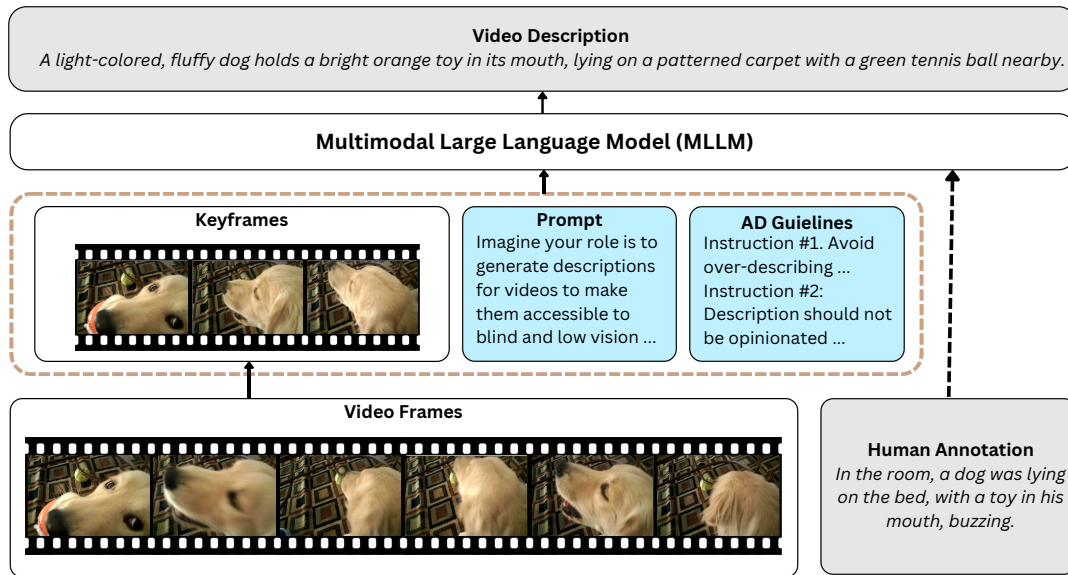 Video Description
A light-colored, fluffy dog holds a bright orange toy in its mouth, lying on a patterned carpet with a green tennis ball nearby.
Multimodal Large Language Model (MLLM)
Keyframes
Prompt
Imagine your role is to
generate descriptions
for videos to make
them accessible to
blind and low vision ...
AD Guielines
Instruction #1. Avoid
over-describing ...
Instruction #2:
Description should not
be opinionated ...
Video Frames
Human Annotation
In the room, a dog was lying
on the bed, with a toy in his
mouth, buzzing.